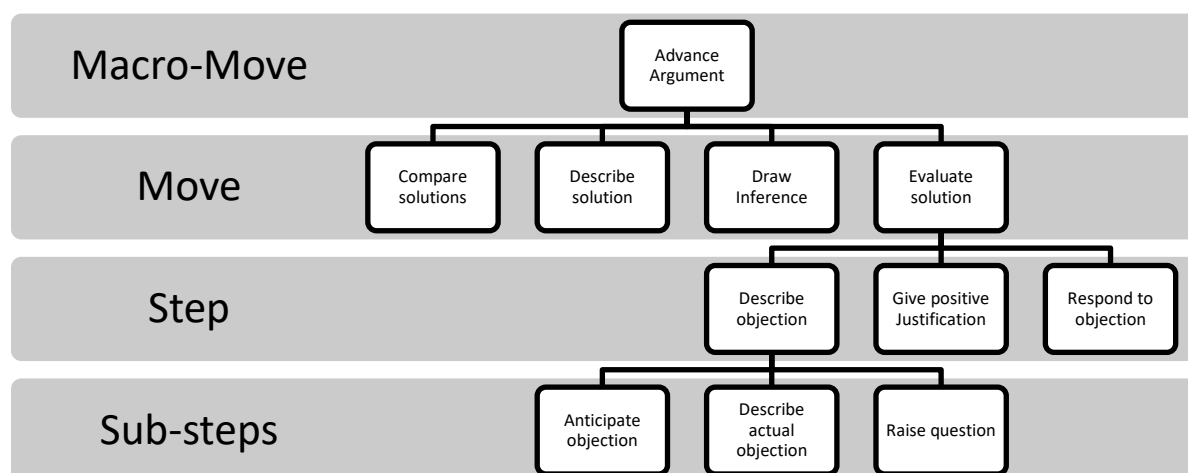 Macro-Move
Advance
Argument
Move
Compare
solutions
Describe
solution
Draw
Inference
Evaluate
solution
Step
Describe
objection
Give positive
Justification
Respond to
objection
Sub-steps
Anticipate
objection
Describe
actual
objection
Raise question